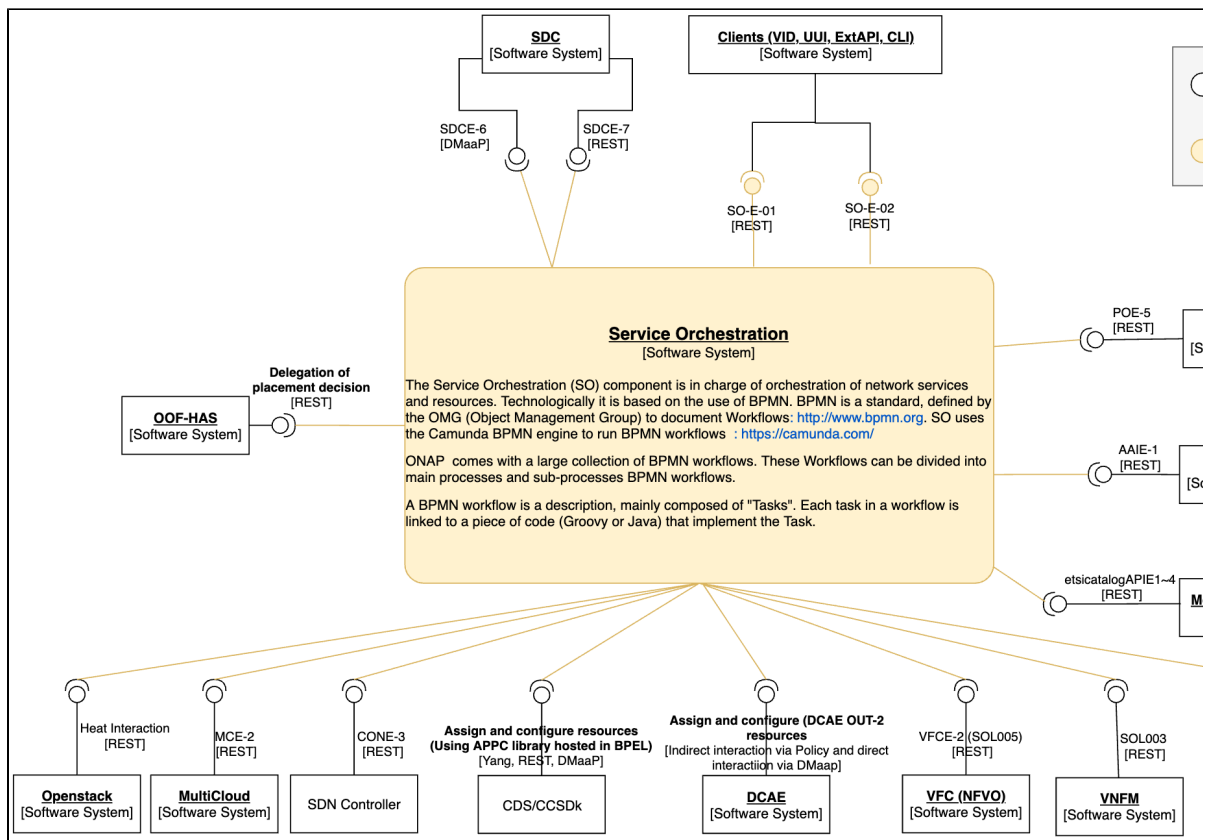 SDC
[Software System]
Clients (VID, UUI, ExtAPI, CLI)
[Software System]
SDCE-6
[DMaaP]
SDCE-7
[REST]
SO-E-01
[REST]
SO-E-02
[REST]
Service Orchestration
[Software System]
The Service Orchestration (SO) component is in charge of orchestration of network services
and resources. Technologically it is based on the use of BPMN. BPMN is a standard, defined by
the OMG (Object Management Group) to document Workflows: http://www.bpmn.org. SO uses
the Camunda BPMN engine to run BPMN workflows : https://camunda.com/
ONAP comes with a large collection of BPMN workflows. These Workflows can be divided into
main processes and sub-processes BPMN workflows.
A BPMN workflow is a description, mainly composed of "Tasks". Each task in a workflow is
linked to a piece of code (Groovy or Java) that implement the Task.
POE-5
[REST]
[S
Delegation of
placement decision
[REST]
OOF-HAS
[Software System]
AAIE-1
[REST]
[So
etsicatalogAPIE1~4
[REST]
Heat Interaction
[REST]
MCE-2
[REST]
CONE-3
[REST]
Assign and configure resources
(Using APPC library hosted in BPEL)
[Yang, REST, DMaaP]
Assign and configure (DCAE OUT-2
resources
[Indirect interaction via Policy and direct
interactiion via DMaap]
VFCE-2 (SOL005)
[REST]
SOL003
[REST]
Openstack
[Software System]
MultiCloud
[Software System]
SDN Controller
CDS/CCSDk
DCAE
[Software System]
VFC (NFVO)
[Software System]
VNFM
[Software System]